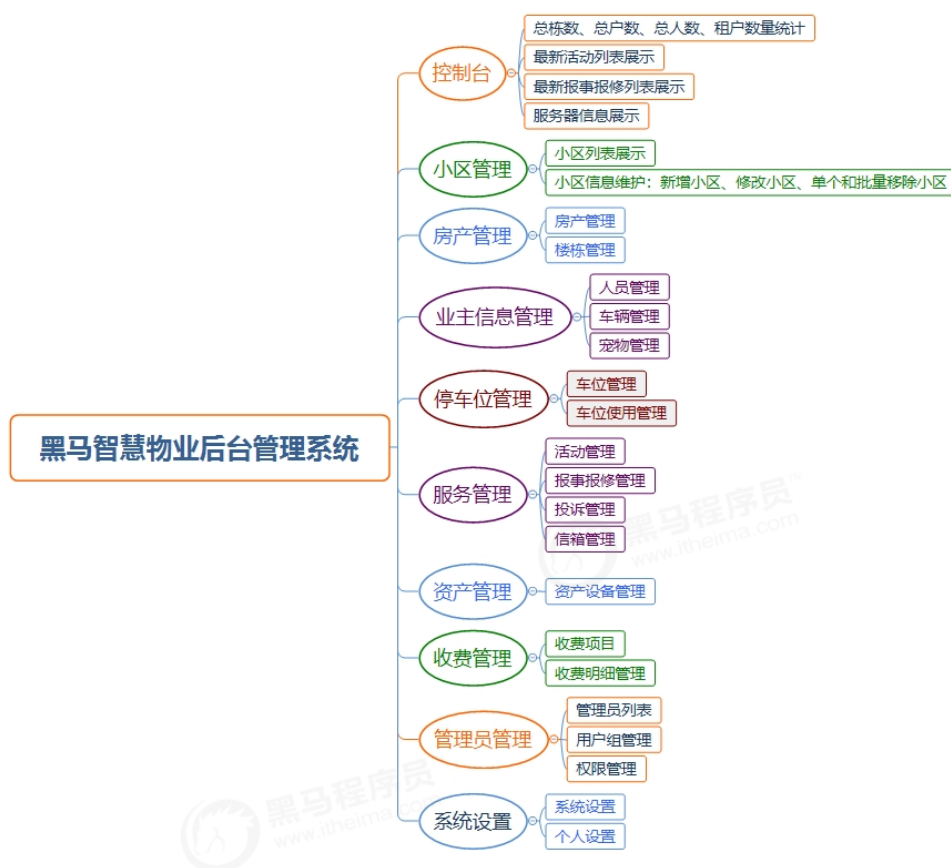 总栋数、总户数、总人数、租户数量统计
控制台
最新活动列表展示
最新报事报修列表展示
服务器信息展示
小区管理
小区列表展示
小区信息维护：新增小区、修改小区、单个和批量移除小区
房产管理
房产管理
楼栋管理
业主信息管理
人员管理
车辆管理
宠物管理
停车位管理
车位管理
车位使用管理
黑马智慧物业后台管理系统
服务管理
活动管理
报事报修管理
投诉管理
信箱管理
黑马程序员™
www.itheima.com
资产管理
资产设备管理
收费管理
收费项目
收费明细管理
管理员管理
管理员列表
用户组管理
权限管理
黑马程序员
www.itheima.com
系统设置
系统设置
个人设置